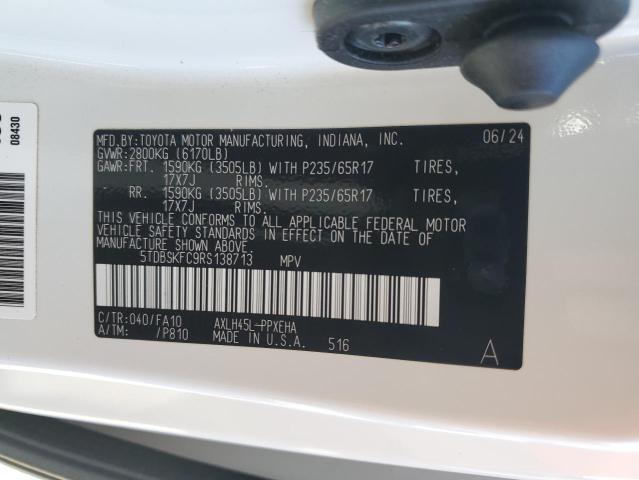 08430
MFD.BY:TOYOTA MOTOR MANUFACTURING, INDIANA, INC. 06/24
GVWR:2800KG (6170LB)
GAWR:FRT. 1590KG (3505LB) WITH P235/65R17 TIRES,
17X7J RIMS.
RR. 1590KG (3505LB) WITH P235/65R17 TIRES,
17X7J RIMS.
THIS VEHICLE CONFORMS TO ALL APPLICABLE FEDERAL MOTOR
VEHICLE SAFETY STANDARDS IN EFFECT ON THE DATE OF
MANUFACTURE SHOWN ABOVE.
5TDBSKFC9RS138713 MPV
C/TR:040/FA10 AXLH45L-PPXEHA
A/TM: /P810 MADE IN U.S.A. 516
A